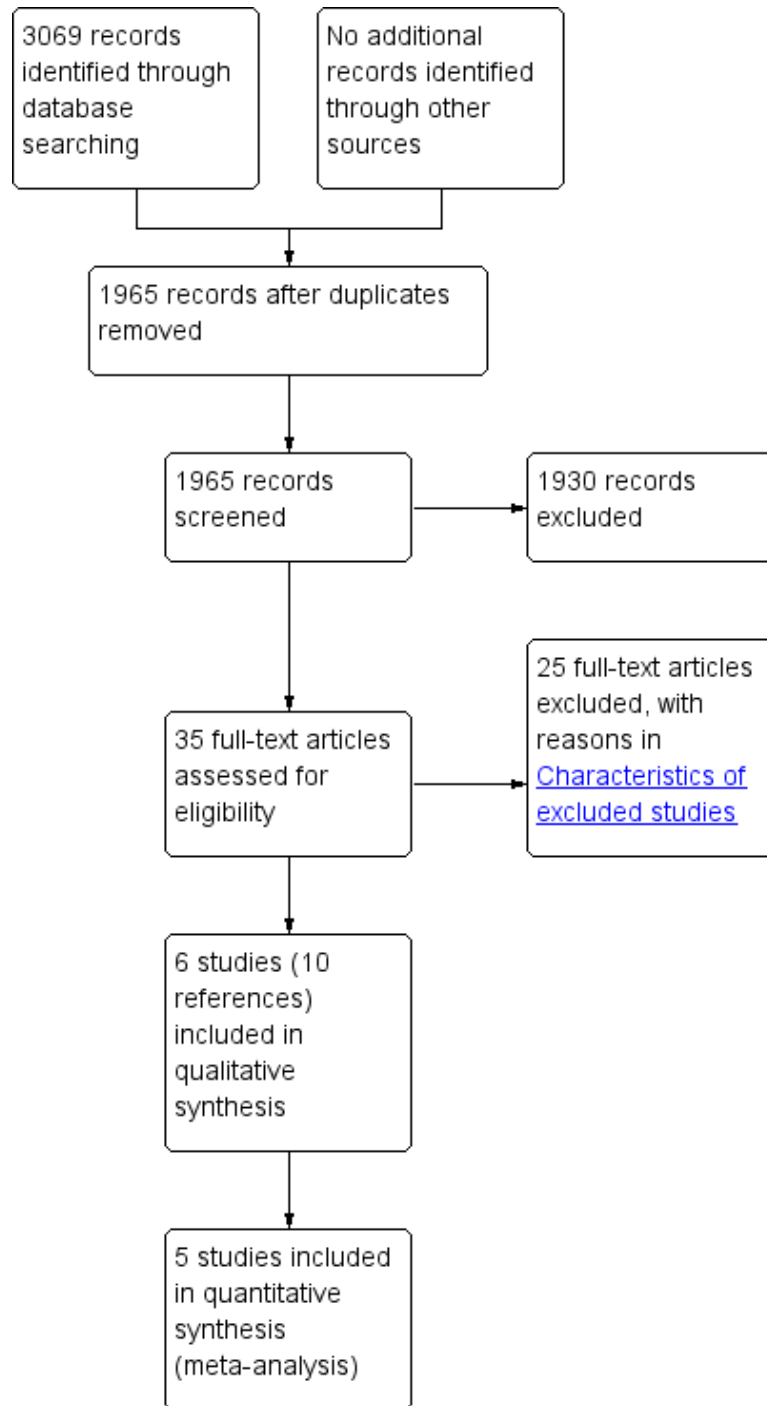 3069 records
identified through
database
searching
No additional
records identified
through other
sources
1965 records after duplicates
removed
1965 records
screened
1930 records
excluded
35 full-text articles
assessed for
eligibility
25 full-text articles
excluded, with
reasons in
Characteristics of
excluded studies
6 studies (10
references)
included in
qualitative
synthesis
5 studies included
in quantitative
synthesis
(meta-analysis)